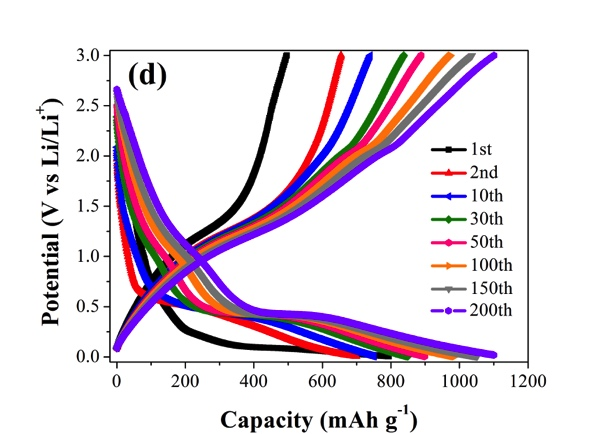 (d)
3.0
2.5
2.0
1.5
1.0
0.5
0.0
Potential (V vs Li/Li⁺)
1st
2nd
10th
30th
50th
100th
150th
200th
0 200 400 600 800 1000 1200
Capacity (mAh g⁻¹)